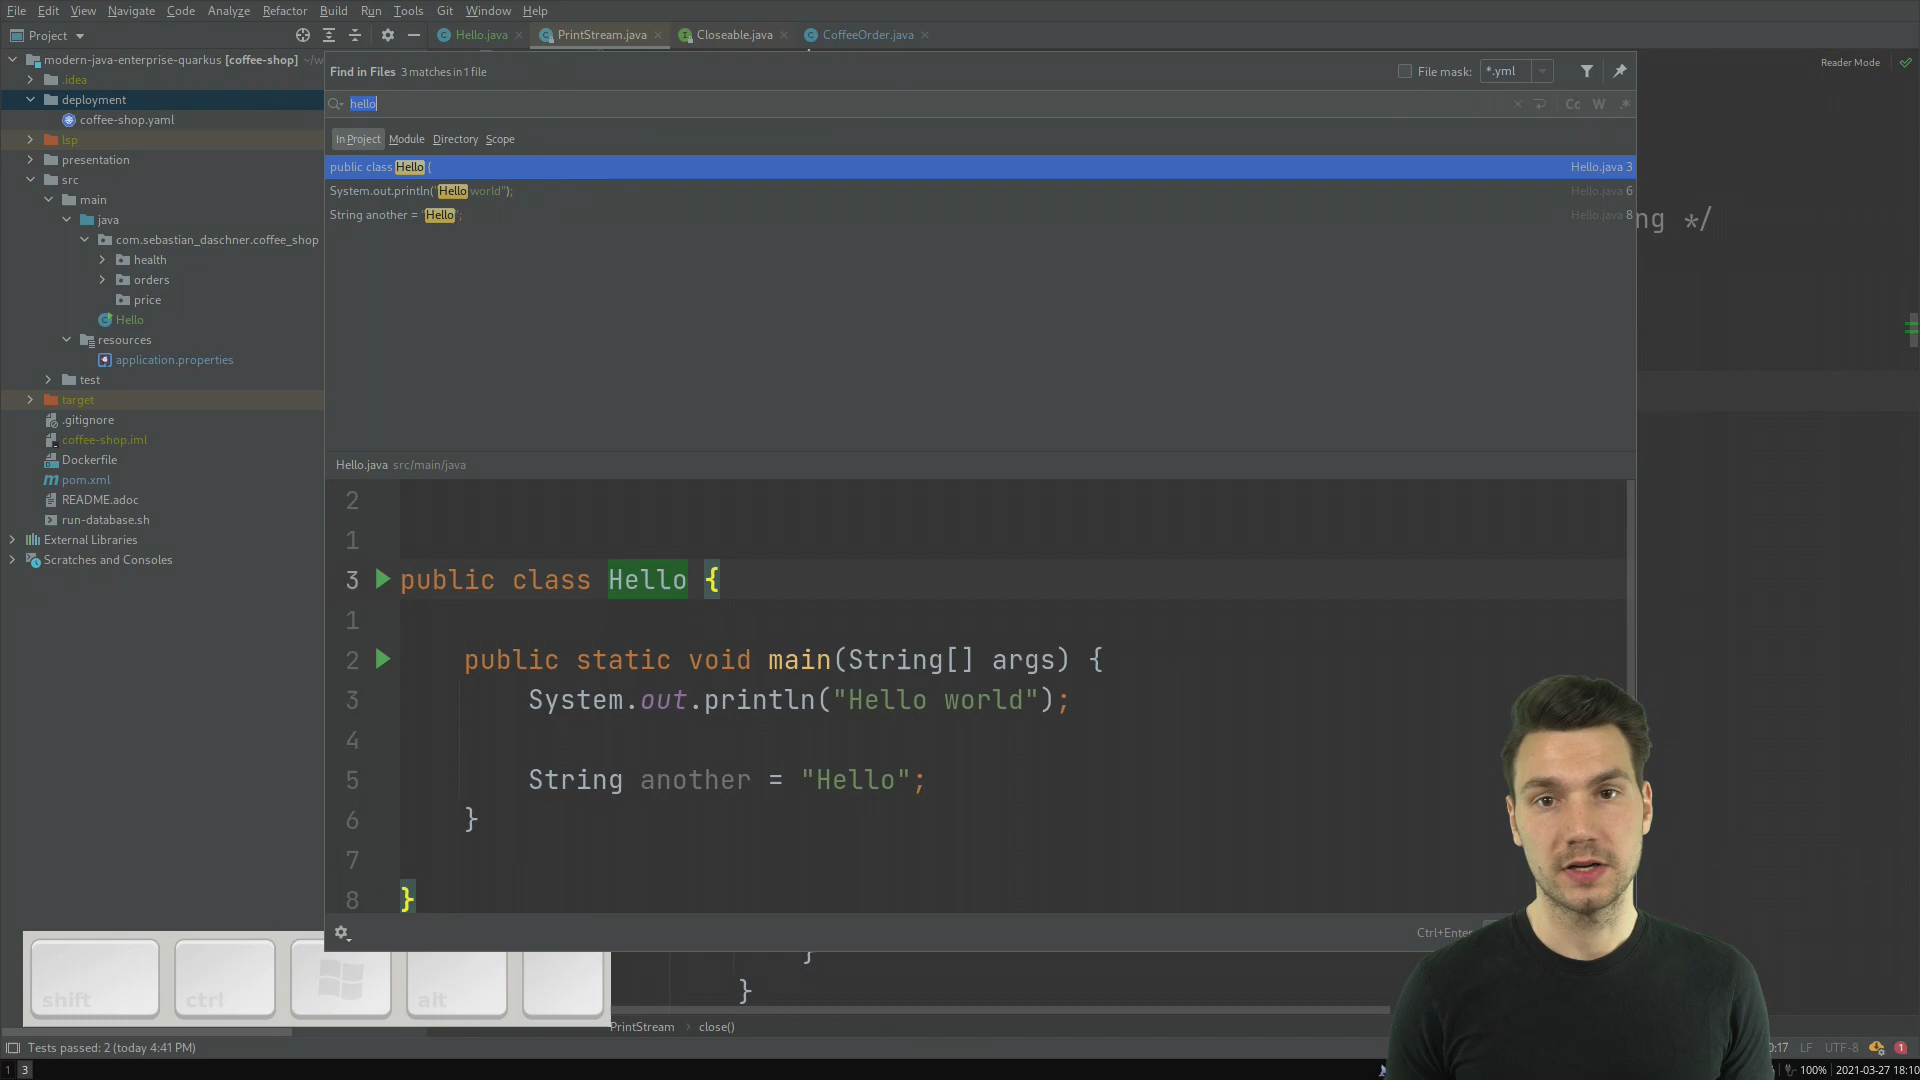 File Edit View Navigate Code Analyze Refactor Build Run Tools Git Window Help
Project
Hello.java PrintStream.java Closeable.java CoffeeOrder.java
modern-java-enterprise-quarkus [coffee-shop] ~/w
.idea
deployment
coffee-shop.yaml
lsp
presentation
src
main
java
com.sebastian_daschner.coffee_shop
health
orders
price
Hello
resources
application.properties
test
target
.gitignore
coffee-shop.iml
Dockerfile
pom.xml
README.adoc
run-database.sh
External Libraries
Scratches and Consoles
Find in Files 3 matches in 1 file
File mask: *.yml
hello
Cc W .*
In Project Module Directory Scope
public class Hello { Hello.java 3
System.out.println("Hello world"); Hello.java 6
String another = "Hello"; Hello.java 8
Reader Mode
ng */
Hello.java src/main/java
2
1
3 public class Hello {
1
2 public static void main(String[] args) {
3 System.out.println("Hello world");
4
5 String another = "Hello";
6 }
7
8 }
Ctrl+Enter
}
}
shift ctrl alt
PrintStream > close()
Tests passed: 2 (today 4:41 PM)
0:17 LF UTF-8 1
1 3
100% 2021-03-27 18:10